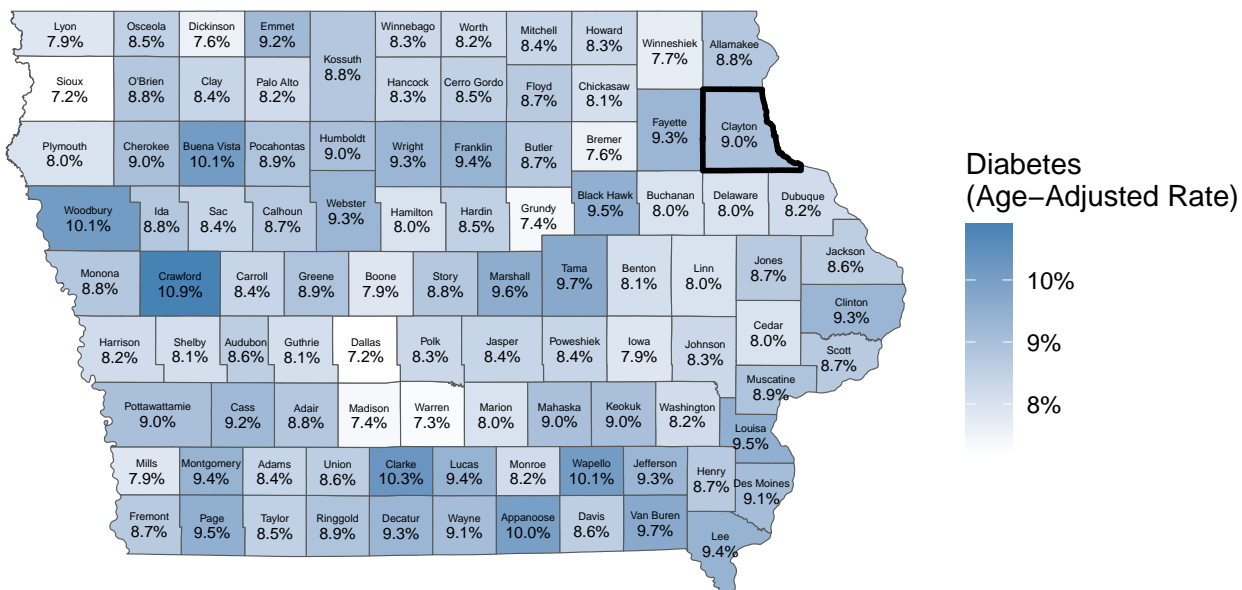 Lyon
7.9%
Osceola
8.5%
Dickinson
7.6%
Emmet
9.2%
Kossuth
8.8%
Winnebago
8.3%
Worth
8.2%
Mitchell
8.4%
Howard
8.3%
Winneshiek
7.7%
Allamakee
8.8%
Sioux
7.2%
O'Brien
8.8%
Clay
8.4%
Palo Alto
8.2%
Hancock
8.3%
Cerro Gordo
8.5%
Floyd
8.7%
Chickasaw
8.1%
Fayette
9.3%
Clayton
9.0%
Plymouth
8.0%
Cherokee
9.0%
Buena Vista
10.1%
Pocahontas
8.9%
Humboldt
9.0%
Wright
9.3%
Franklin
9.4%
Butler
8.7%
Bremer
7.6%
Woodbury
10.1%
Ida
8.8%
Sac
8.4%
Calhoun
8.7%
Webster
9.3%
Hamilton
8.0%
Hardin
8.5%
Grundy
7.4%
Black Hawk
9.5%
Buchanan
8.0%
Delaware
8.0%
Dubuque
8.2%
Monona
8.8%
Crawford
10.9%
Carroll
8.4%
Greene
8.9%
Boone
7.9%
Story
8.8%
Marshall
9.6%
Tama
9.7%
Benton
8.1%
Linn
8.0%
Jones
8.7%
Jackson
8.6%
Clinton
9.3%
Harrison
8.2%
Shelby
8.1%
Audubon
8.6%
Guthrie
8.1%
Dallas
7.2%
Polk
8.3%
Jasper
8.4%
Poweshiek
8.4%
Iowa
7.9%
Johnson
8.3%
Cedar
8.0%
Scott
8.7%
Muscatine
8.9%
Pottawattamie
9.0%
Cass
9.2%
Adair
8.8%
Madison
7.4%
Warren
7.3%
Marion
8.0%
Mahaska
9.0%
Keokuk
9.0%
Washington
8.2%
Louisa
9.5%
Mills
7.9%
Montgomery
9.4%
Adams
8.4%
Union
8.6%
Clarke
10.3%
Lucas
9.4%
Monroe
8.2%
Wapello
10.1%
Jefferson
9.3%
Henry
8.7%
Des Moines
9.1%
Fremont
8.7%
Page
9.5%
Taylor
8.5%
Ringgold
8.9%
Decatur
9.3%
Wayne
9.1%
Appanoose
10.0%
Davis
8.6%
Van Buren
9.7%
Lee
9.4%
Diabetes
(Age−Adjusted Rate)
10%
9%
8%